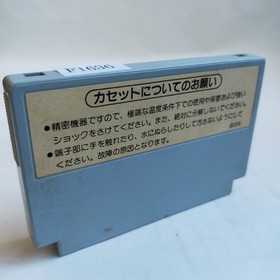 P1636
カセットについてのお願い
●精密機器ですので、極端な温度条件下での使用や保管および強い
ショックをさけてください。また、絶対に分解しないでください。
●端子部に手を触れたり、水にぬらしたりして汚さないようにして
ください。故障の原因となります。